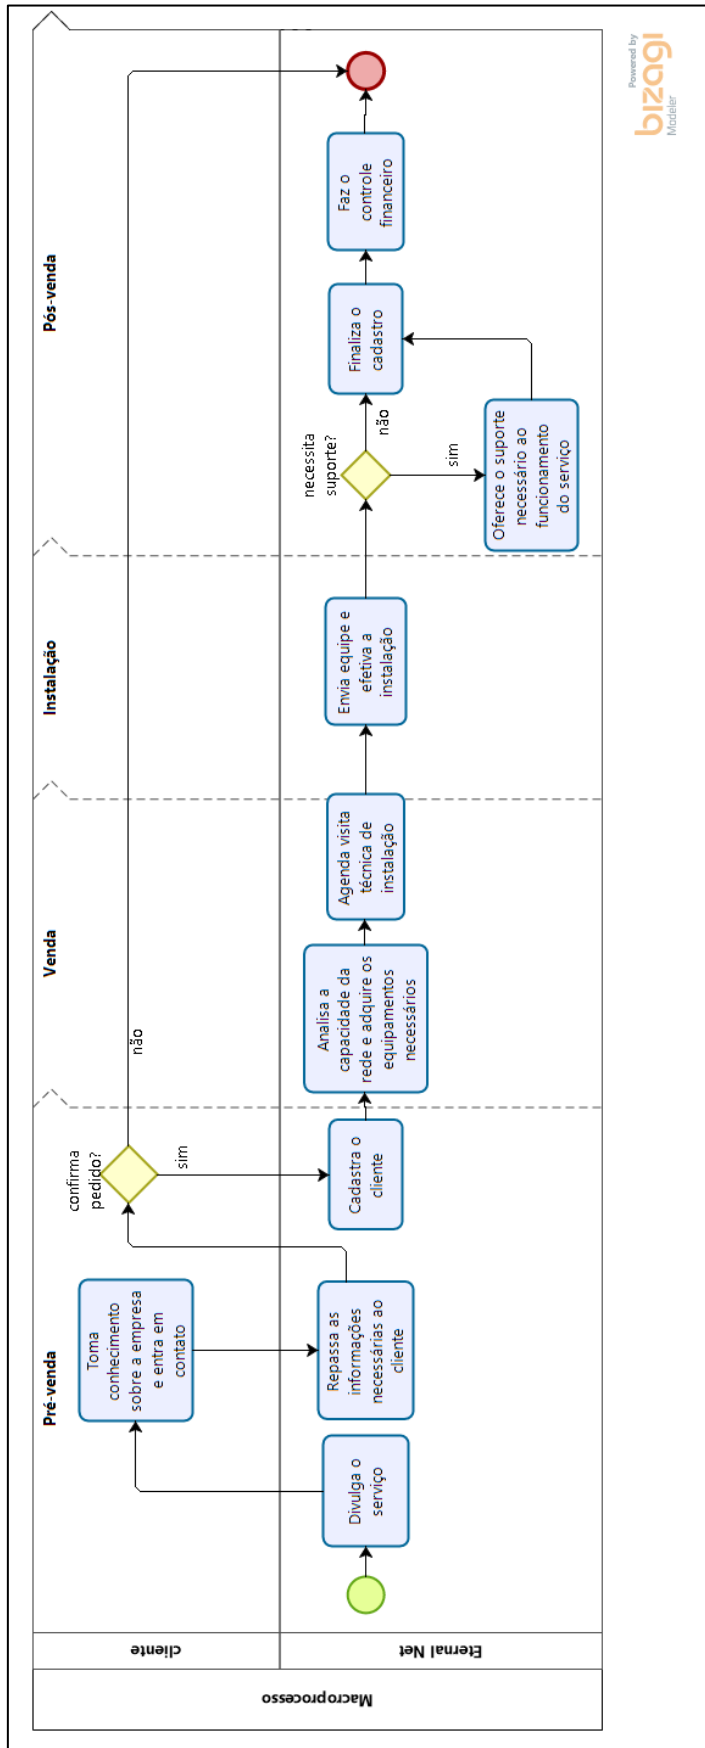 Macroprocesso
cliente
Eternal Net
Pré-venda
Venda
Instalação
Pós-venda
Divulga o
serviço
Toma
conhecimento
sobre a empresa
e entra em
contato
Repassa as
informações
necessárias ao
cliente
confirma
pedido?
não
sim
Cadastra o
cliente
Analisa a
capacidade da
rede e adquire os
equipamentos
necessários
Agenda visita
técnica de
instalação
Envia equipe e
efetiva a
instalação
necessita
suporte?
não
sim
Oferece o suporte
necessário ao
funcionamento
do serviço
Finaliza o
cadastro
Faz o
controle
financeiro
Powered by
bizagi
Modeler